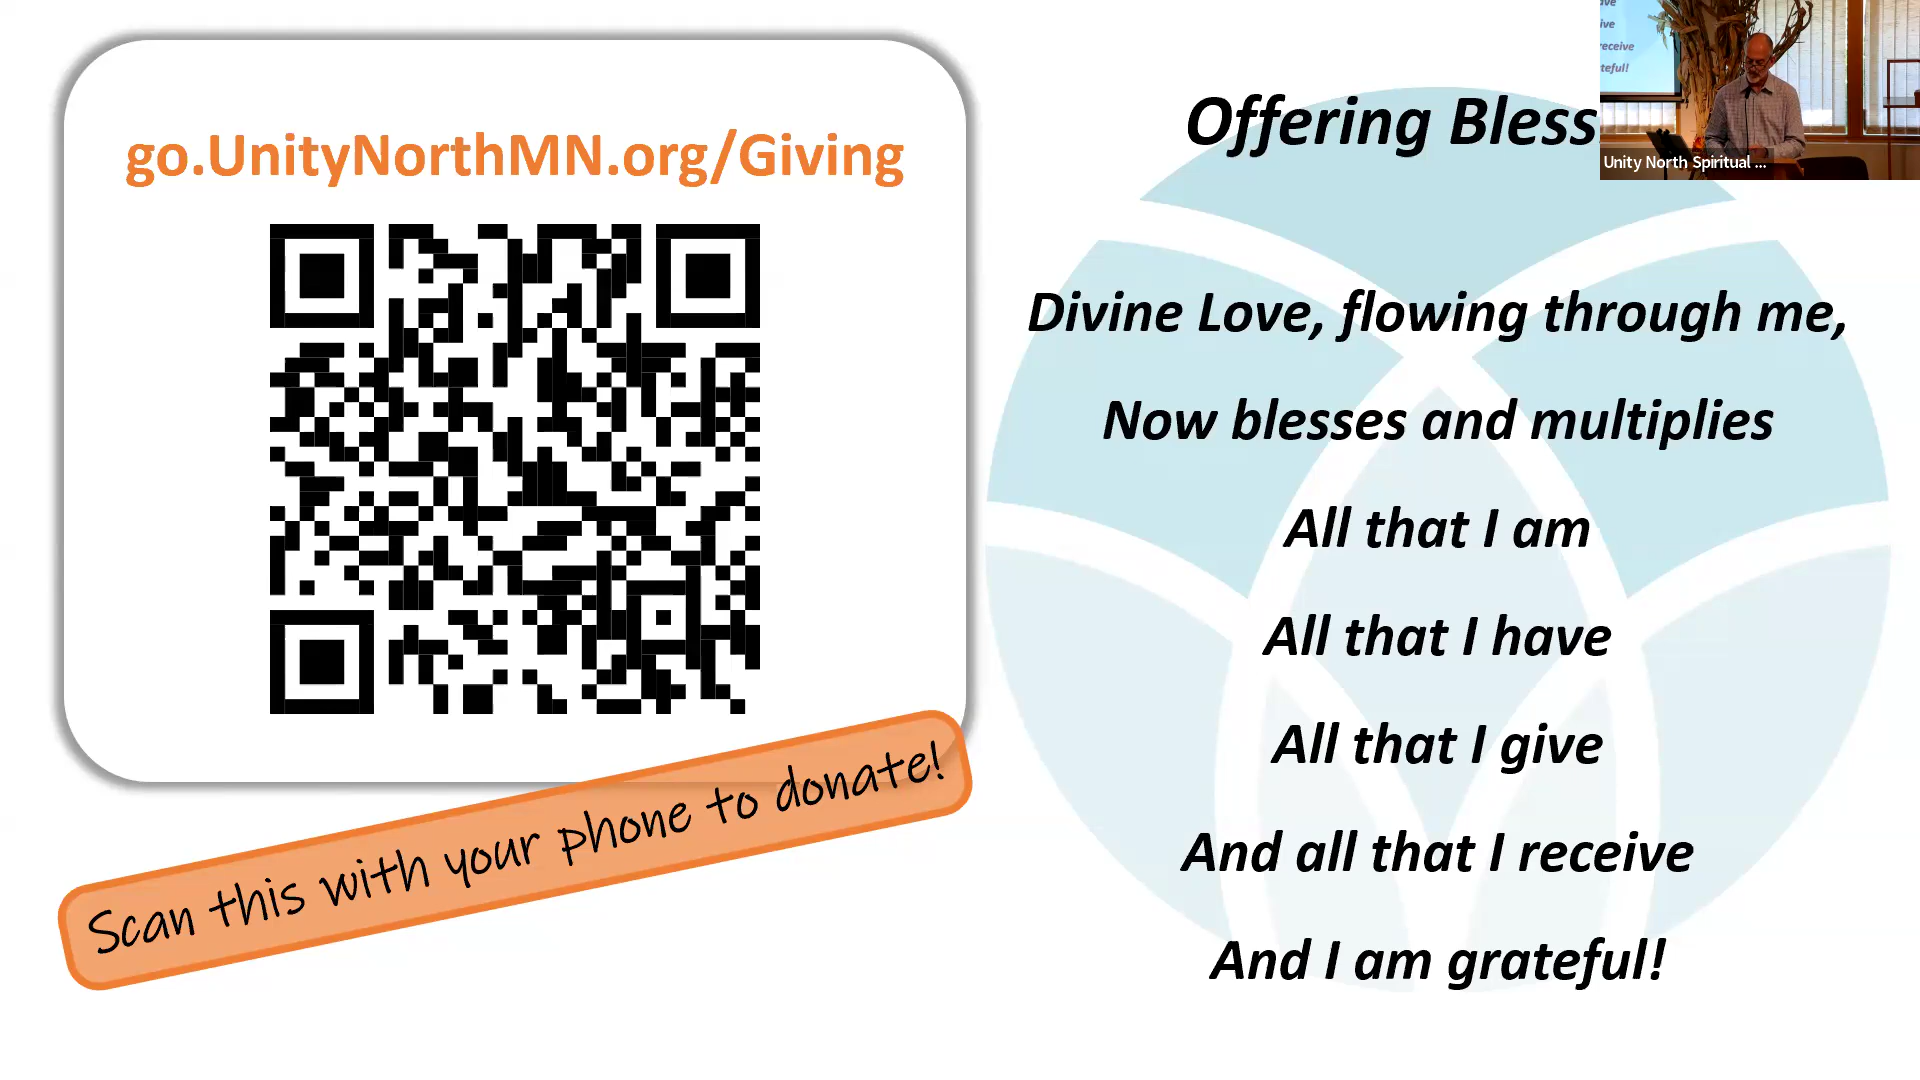 go.UnityNorthMN.org/Giving
Scan this with your phone to donate!
Offering Bless
Divine Love, flowing through me,
Now blesses and multiplies
All that I am
All that I have
All that I give
And all that I receive
And I am grateful!
ive
receive
Unity North Spiritual ...